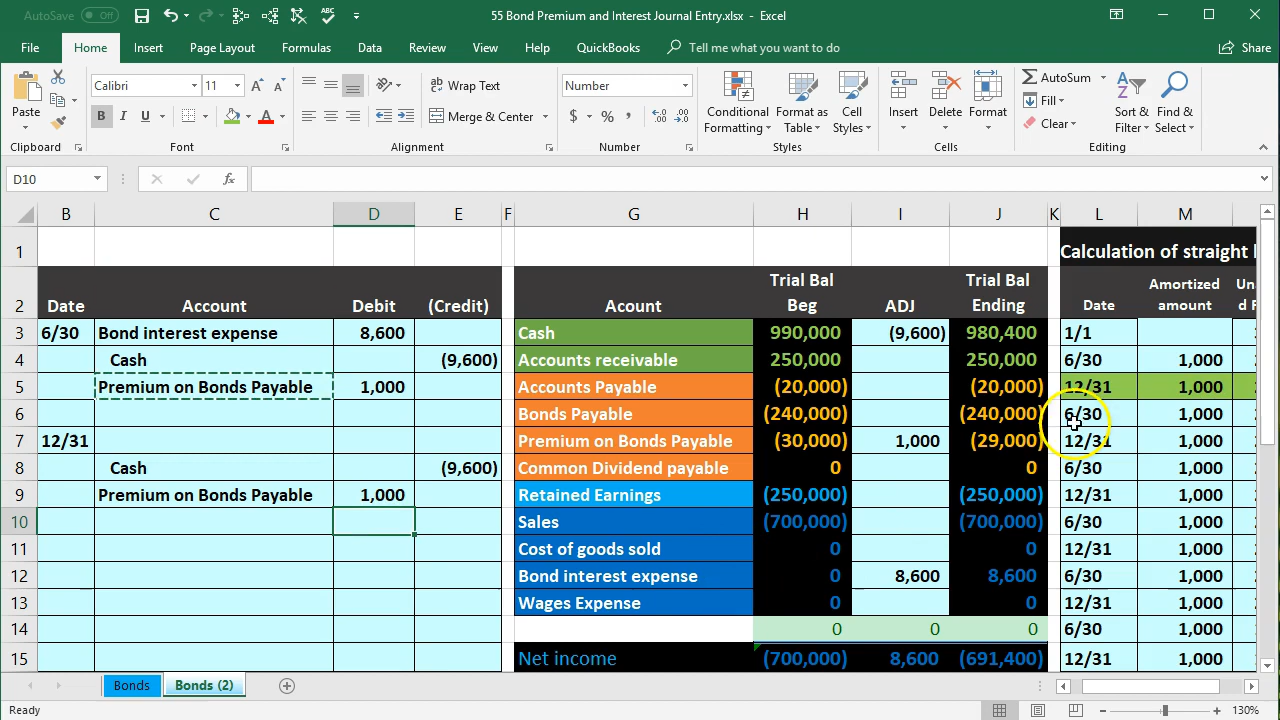 AutoSave Off 55 Bond Premium and Interest Journal Entry.xlsx - Excel
File Home Insert Page Layout Formulas Data Review View Help QuickBooks Tell me what you want to do Share
Paste Calibri 11 Wrap Text Number Conditional Formatting Format as Table Cell Styles Insert Delete Format AutoSum Sort & Filter Find & Select
B I U A Merge & Center $ % , Fill
Clear
Clipboard Font Alignment Number Styles Cells Editing
D10 fx
B C D E F G H I J K L M
1 Calculation of straight
2 Date Account Debit (Credit) Acount Trial Bal Beg ADJ Trial Bal Ending Date Amortized amount Un d F
3 6/30 Bond interest expense 8,600 Cash 990,000 (9,600) 980,400 1/1
4 Cash (9,600) Accounts receivable 250,000 250,000 6/30 1,000
5 Premium on Bonds Payable 1,000 Accounts Payable (20,000) (20,000) 12/31 1,000
6 Bonds Payable (240,000) (240,000) 6/30 1,000
7 12/31 Premium on Bonds Payable (30,000) 1,000 (29,000) 12/31 1,000
8 Cash (9,600) Common Dividend payable 0 0 6/30 1,000
9 Premium on Bonds Payable 1,000 Retained Earnings (250,000) (250,000) 12/31 1,000
10 Sales (700,000) (700,000) 6/30 1,000
11 Cost of goods sold 0 0 12/31 1,000
12 Bond interest expense 0 8,600 8,600 6/30 1,000
13 Wages Expense 0 0 12/31 1,000
14 0 0 0 6/30 1,000
15 Net income (700,000) 8,600 (691,400) 12/31 1,000
Bonds Bonds (2)
Ready 130%